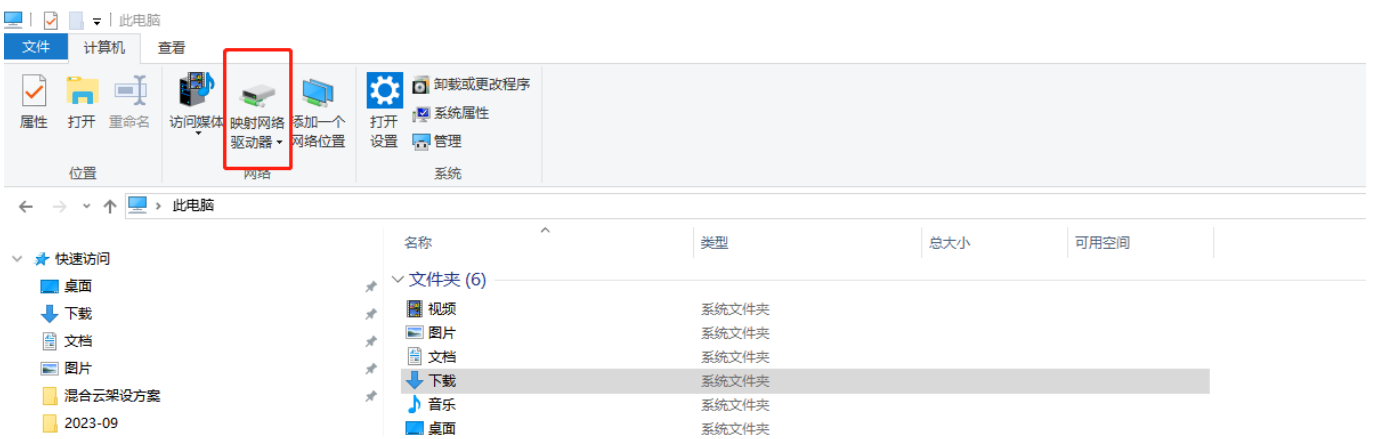 此电脑
文件 计算机 查看
属性 打开 重命名 访问媒体 映射网络驱动器 添加一个网络位置 打开设置 卸载或更改程序
系统属性
管理
位置 网络 系统
此电脑
名称 类型 总大小 可用空间
快速访问
桌面
下载
文档
图片
混合云架设方案
2023-09
文件夹 (6)
视频 系统文件夹
图片 系统文件夹
文档 系统文件夹
下载 系统文件夹
音乐 系统文件夹
桌面 系统文件夹